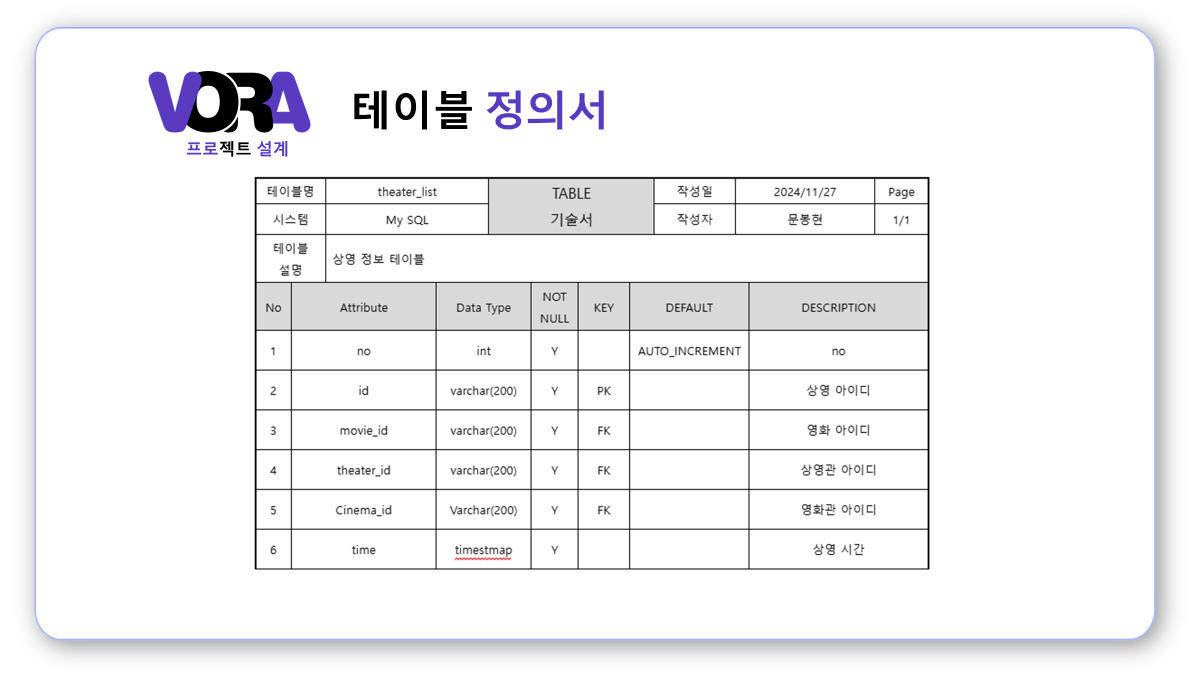 VORA
프로젝트 설계
테이블 정의서
테이블명 theater_list TABLE 기술서 작성일 2024/11/27 Page
시스템 My SQL 작성자 문봉현 1/1
테이블 설명 상영 정보 테이블
No Attribute Data Type NOT NULL KEY DEFAULT DESCRIPTION
1 no int Y AUTO_INCREMENT no
2 id varchar(200) Y PK 상영 아이디
3 movie_id varchar(200) Y FK 영화 아이디
4 theater_id varchar(200) Y FK 상영관 아이디
5 Cinema_id Varchar(200) Y FK 영화관 아이디
6 time timestmap Y 상영 시간